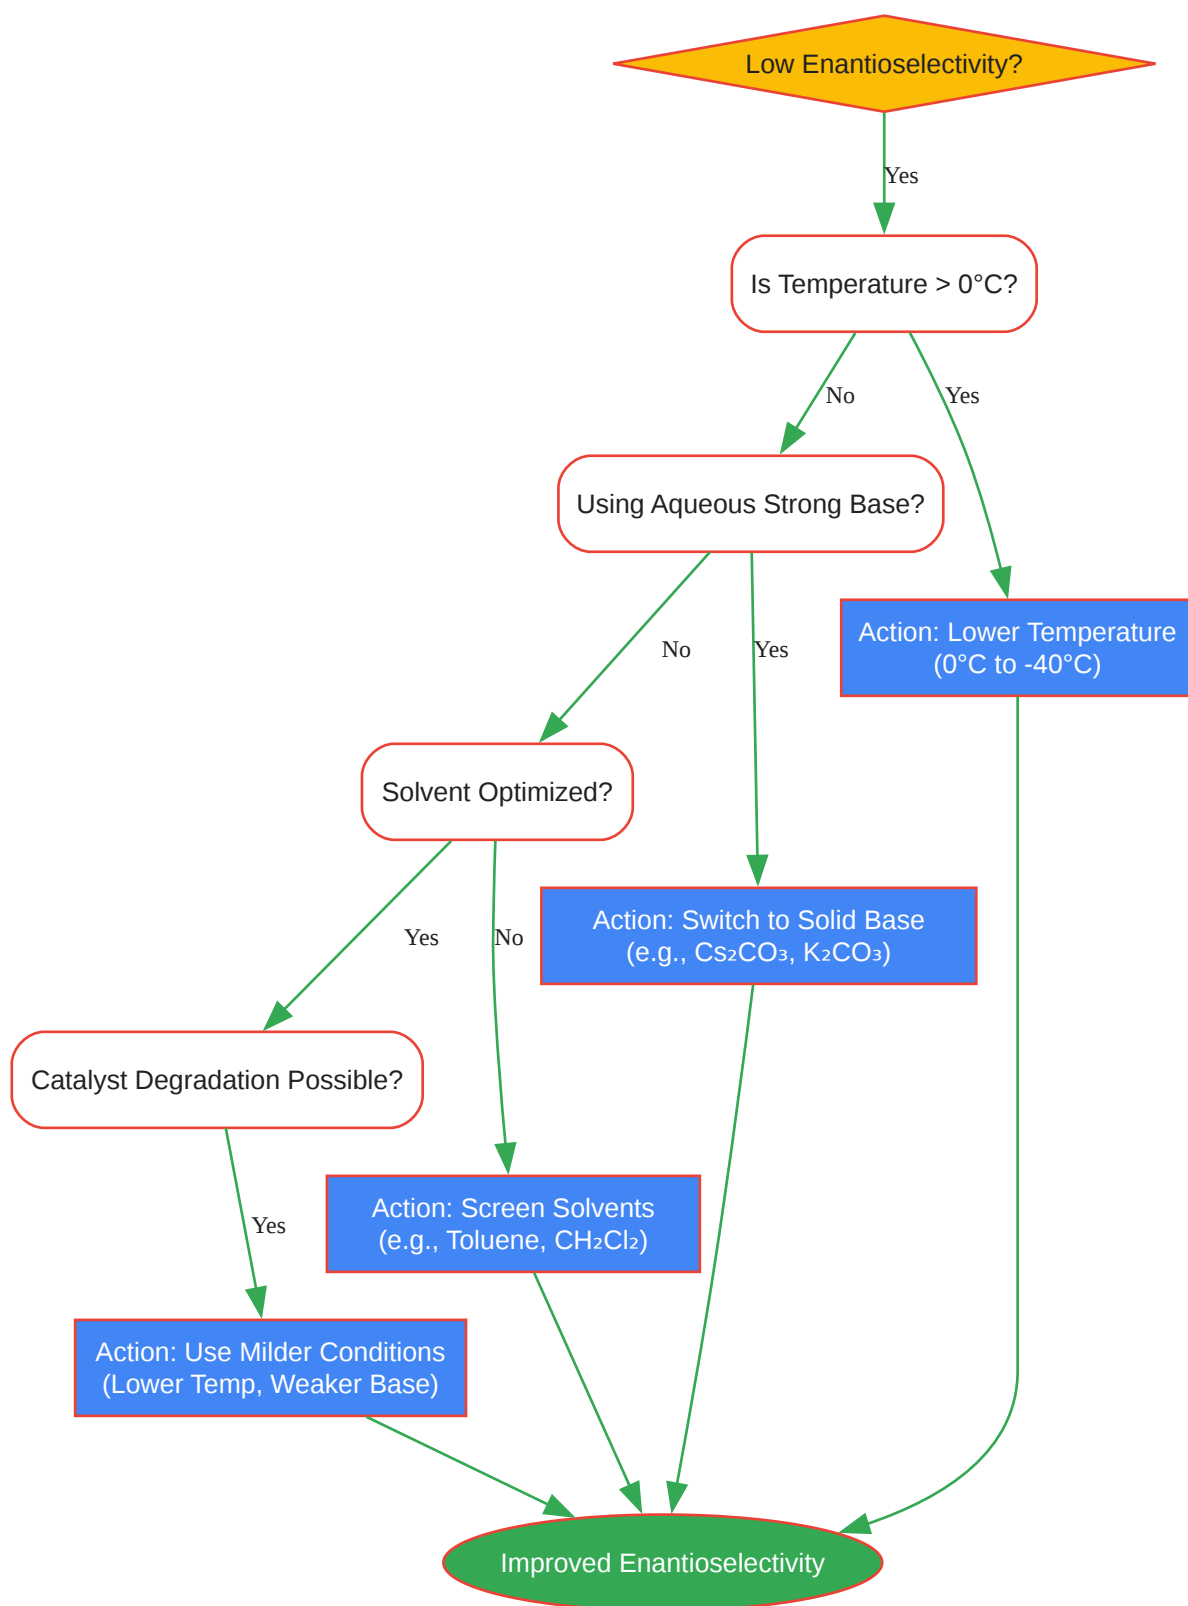 Low Enantioselectivity?
Yes
Is Temperature > 0°C?
No
Yes
Using Aqueous Strong Base?
Action: Lower Temperature
(0°C to -40°C)
No
Yes
Solvent Optimized?
Action: Switch to Solid Base
(e.g., Cs₂CO₃, K₂CO₃)
Yes
No
Catalyst Degradation Possible?
Action: Screen Solvents
(e.g., Toluene, CH₂Cl₂)
Yes
Action: Use Milder Conditions
(Lower Temp, Weaker Base)
Improved Enantioselectivity